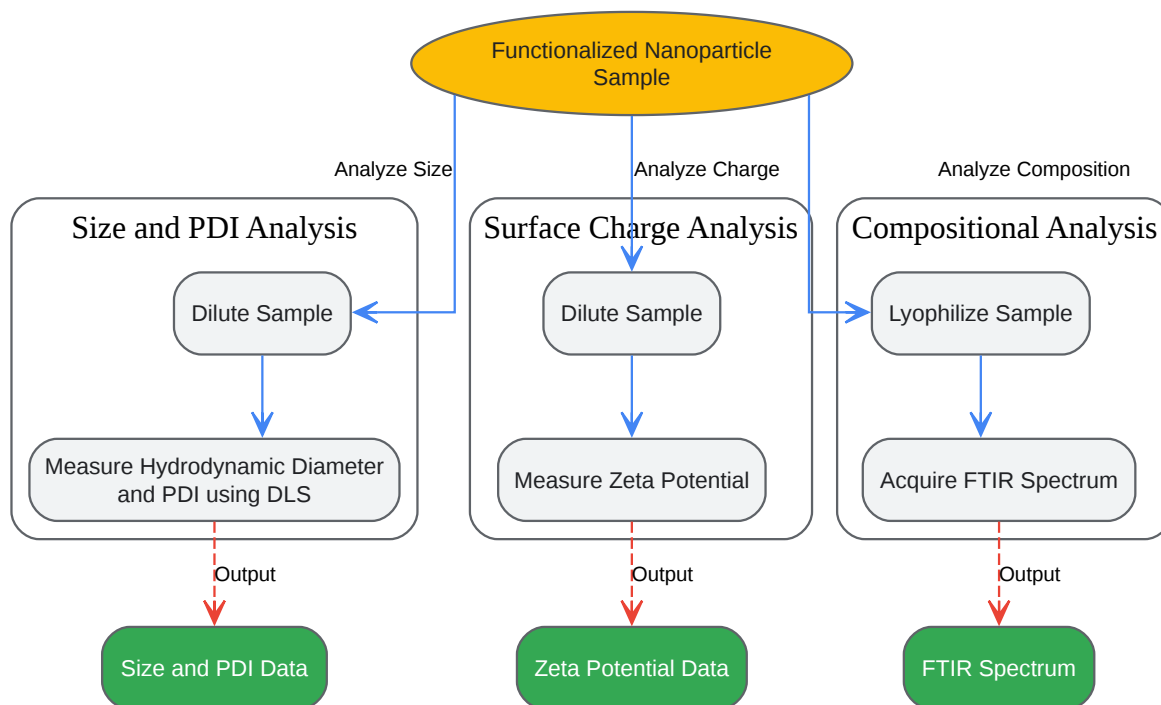 Functionalized Nanoparticle
Sample
Analyze Size
Analyze Charge
Analyze Composition
Size and PDI Analysis
Surface Charge Analysis
Compositional Analysis
Dilute Sample
Dilute Sample
Lyophilize Sample
Measure Hydrodynamic Diameter
and PDI using DLS
Measure Zeta Potential
Acquire FTIR Spectrum
Output
Output
Output
Size and PDI Data
Zeta Potential Data
FTIR Spectrum